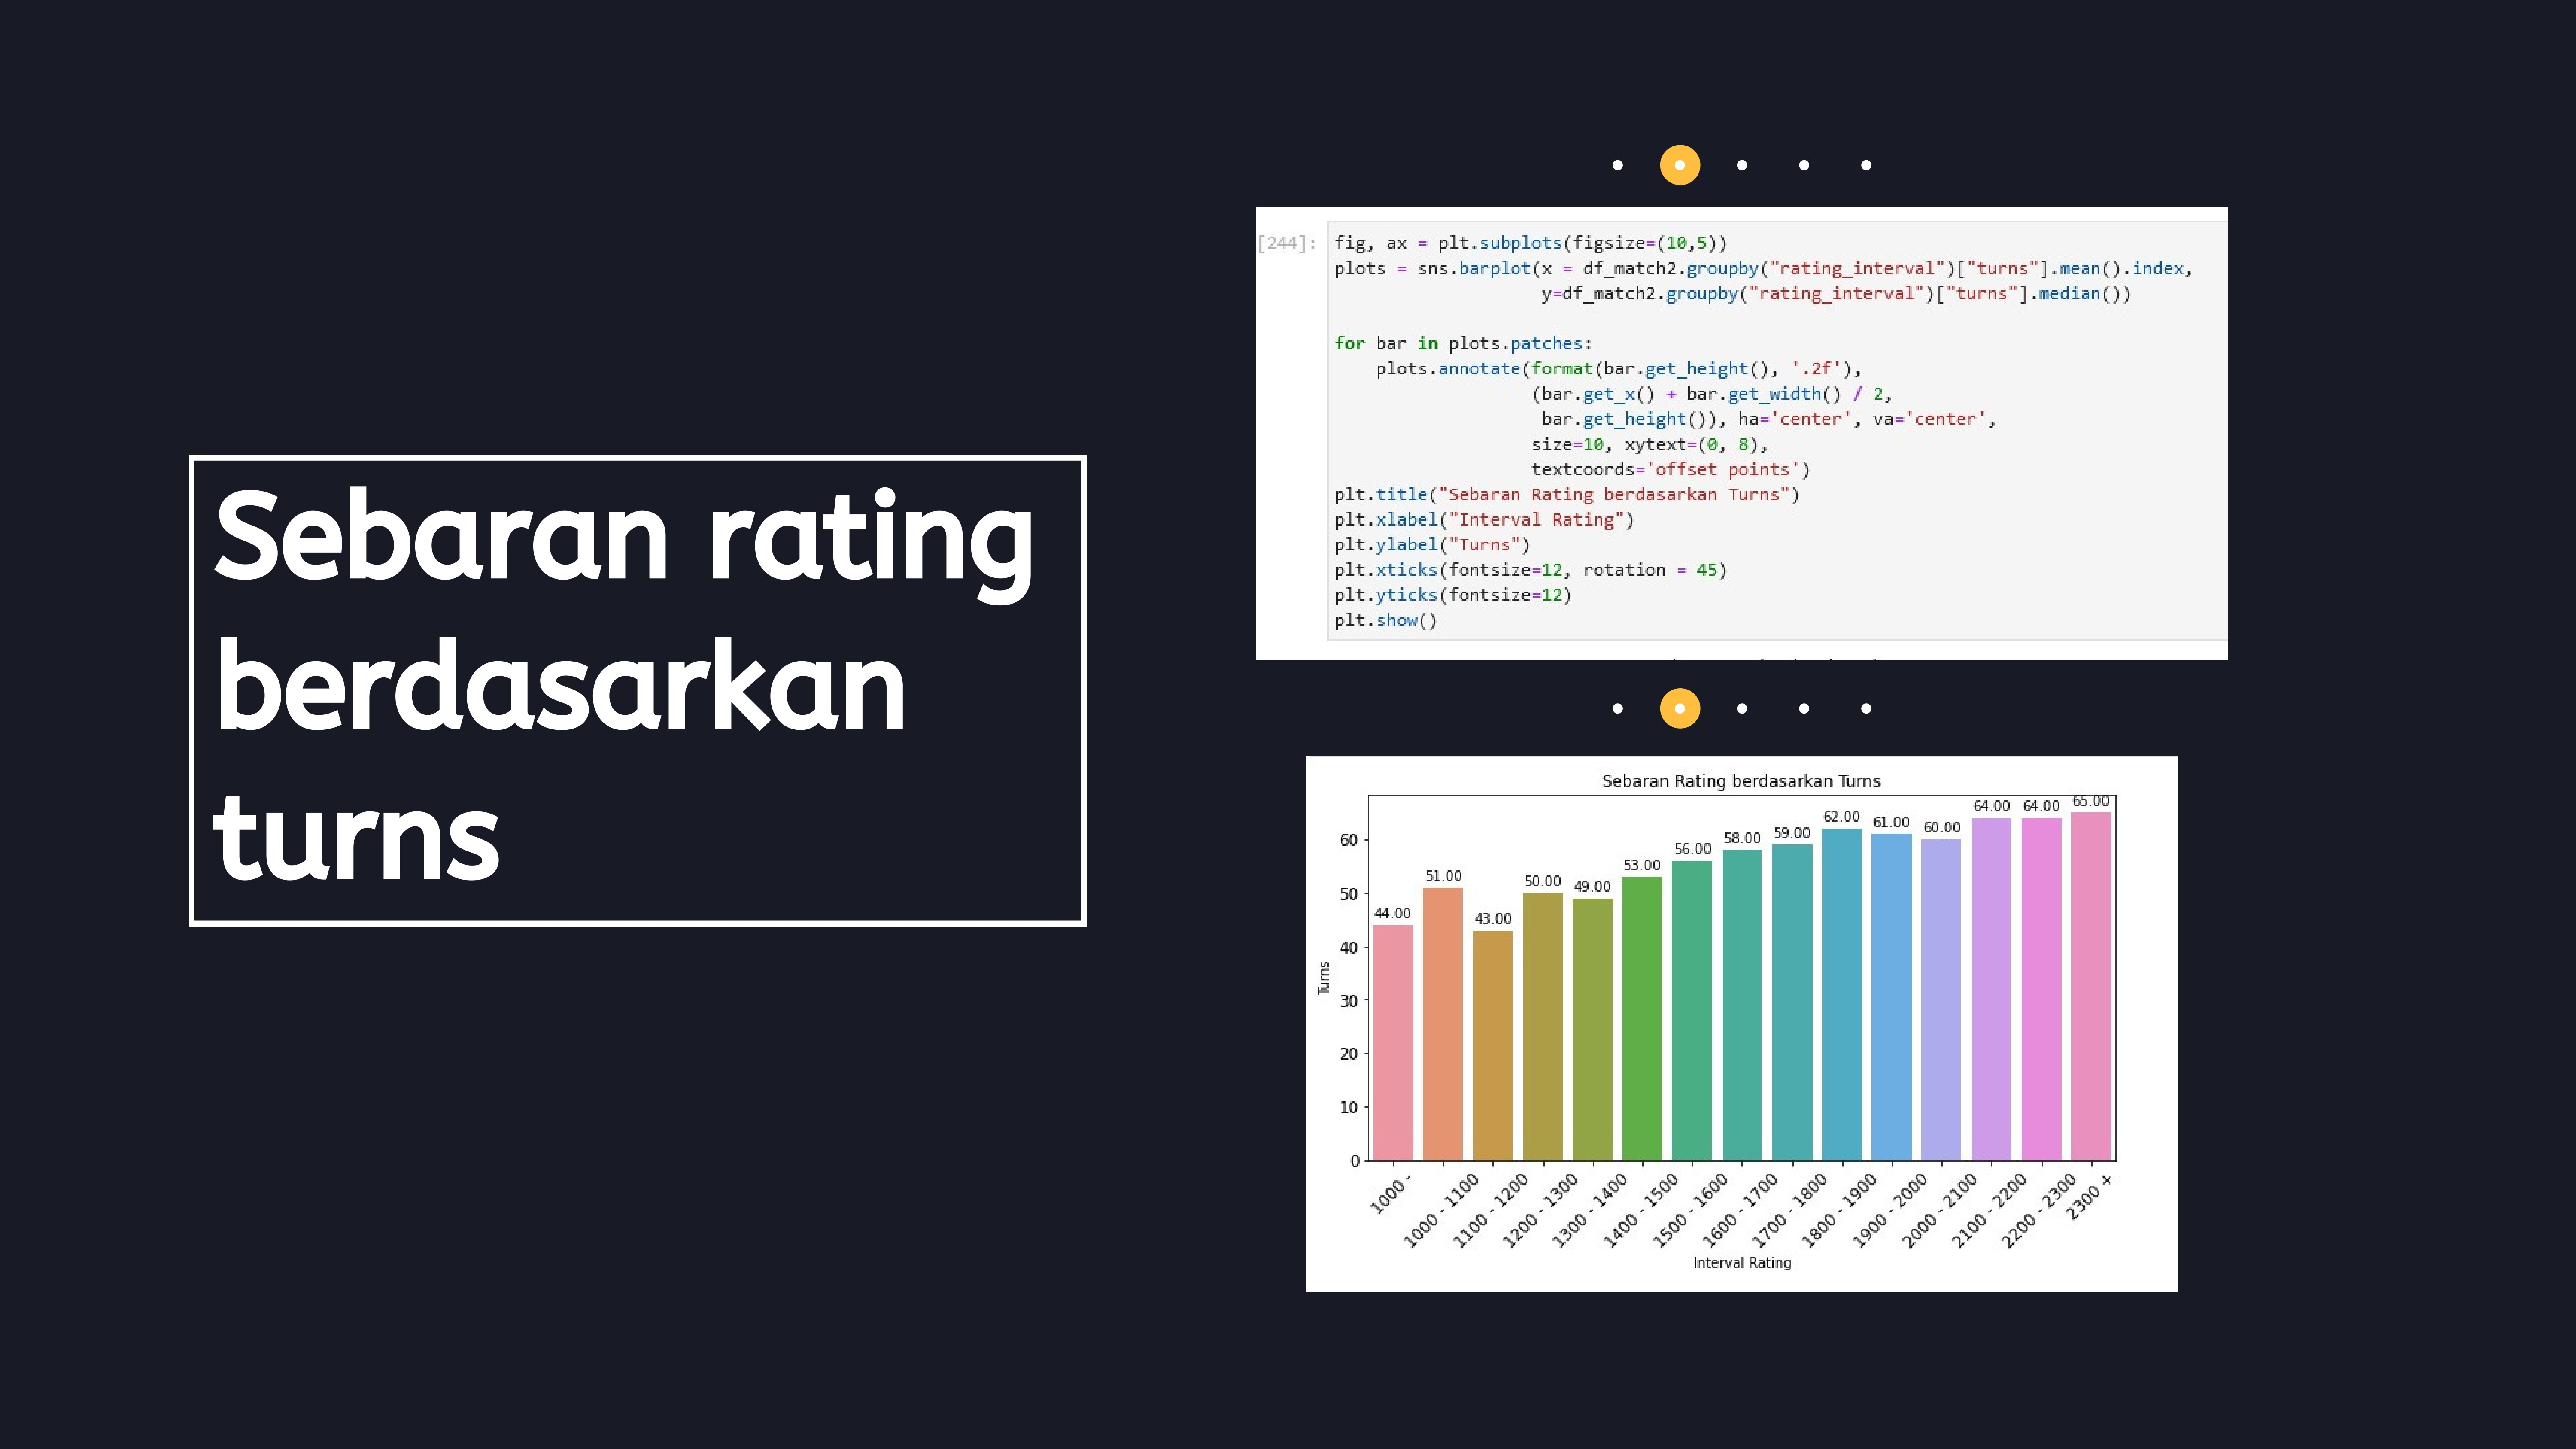 Sebaran rating
berdasarkan
turns
[244]:
fig, ax = plt.subplots(figsize=(10,5))
plots = sns.barplot(x = df_match2.groupby("rating_interval")["turns"].mean().index,
                    y=df_match2.groupby("rating_interval")["turns"].median())
for bar in plots.patches:
    plots.annotate(format(bar.get_height(), '.2f'),
                   (bar.get_x() + bar.get_width() / 2,
                    bar.get_height()), ha='center', va='center',
                   size=10, xytext=(0, 8),
                   textcoords='offset points')
plt.title("Sebaran Rating berdasarkan Turns")
plt.xlabel("Interval Rating")
plt.ylabel("Turns")
plt.xticks(fontsize=12, rotation = 45)
plt.yticks(fontsize=12)
plt.show()
Sebaran Rating berdasarkan Turns
44.00 51.00 43.00 50.00 49.00 53.00 56.00 58.00 59.00 62.00 61.00 60.00 64.00 64.00 65.00
60
50
40
30
20
10
0
Turns
1000 -
1000 - 1100
1100 - 1200
1200 - 1300
1300 - 1400
1400 - 1500
1500 - 1600
1600 - 1700
1700 - 1800
1800 - 1900
1900 - 2000
2000 - 2100
2100 - 2200
2200 - 2300
2300 +
Interval Rating